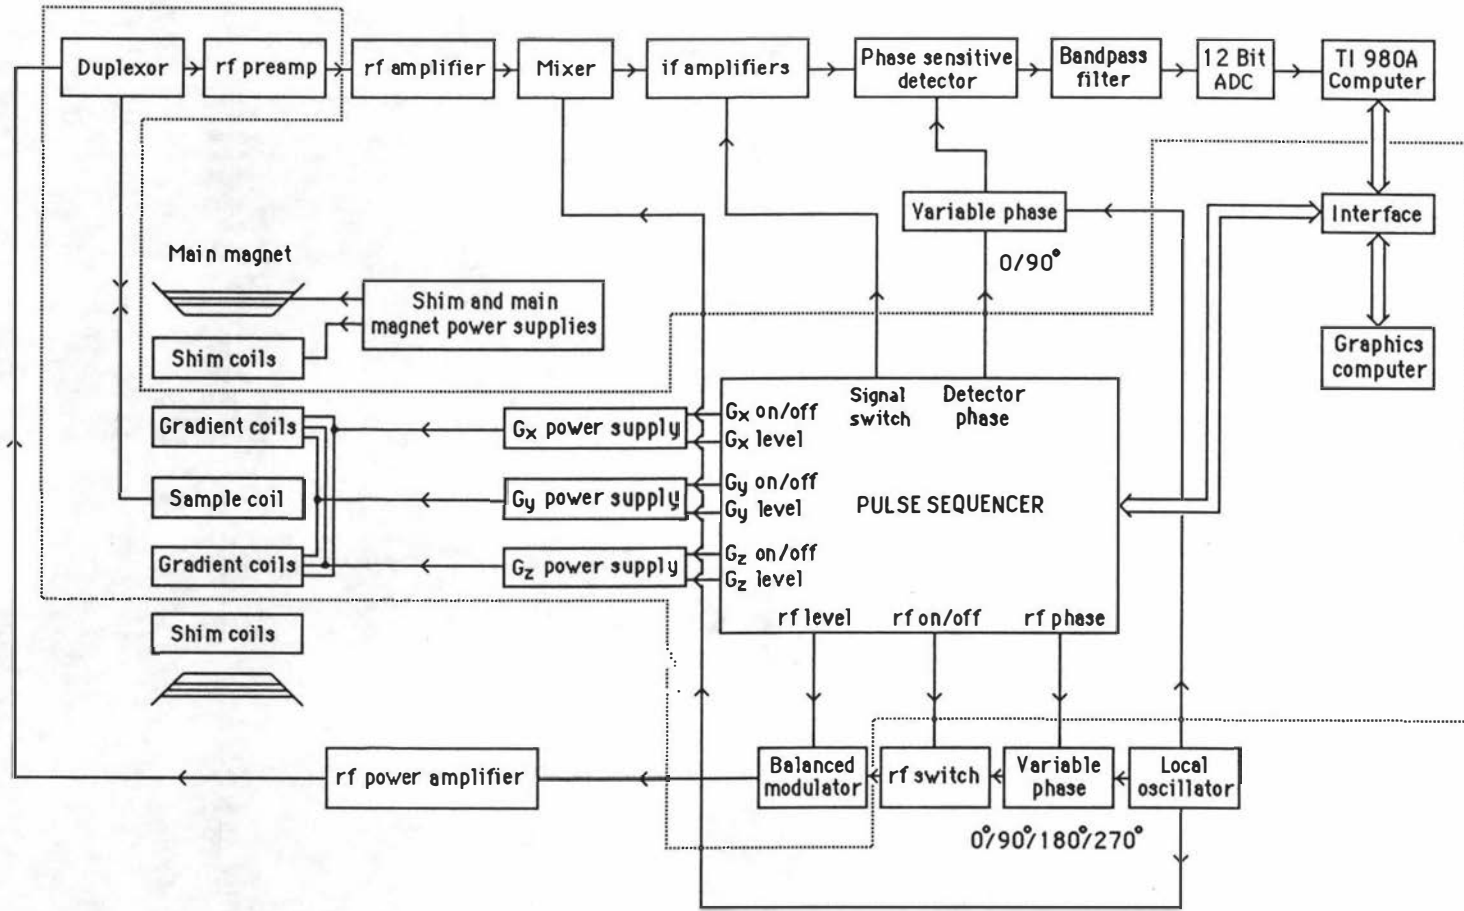 Duplexor
rf preamp
rf amplifier
Mixer
if amplifiers
Phase sensitive
detector
Bandpass
filter
12 Bit
ADC
TI 980A
Computer
Variable phase
0/90°
Interface
Main magnet
Shim and main
magnet power supplies
Shim coils
Graphics
computer
Signal
switch
Detector
phase
Gradient coils
Gx power supply
Gx on/off
Gx level
Sample coil
Gy power supply
Gy on/off
Gy level
PULSE SEQUENCER
Gradient coils
Gz power supply
Gz on/off
Gz level
rf level
rf on/off
rf phase
Shim coils
rf power amplifier
Balanced
modulator
rf switch
Variable
phase
Local
oscillator
0°/90°/180°/270°